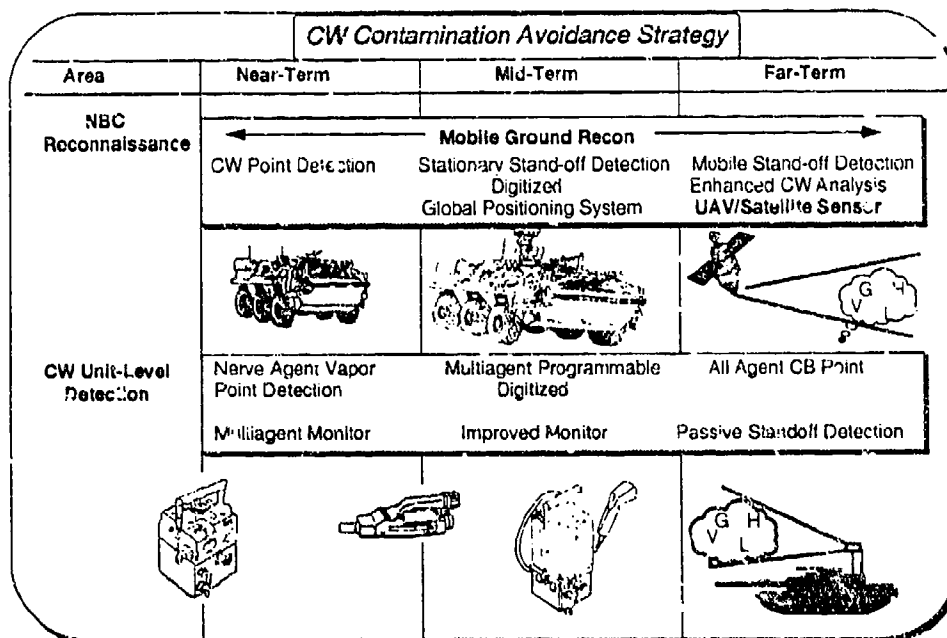 CW Contamination Avoidance Strategy
Area Near-Term Mid-Term Far-Term
NBC
Reconnaissance
Mobile Ground Recon
CW Point Detection
Stationary Stand-off Detection
Digitized
Global Positioning System
Mobile Stand-off Detection
Enhanced CW Analysis
UAV/Satellite Sensor
G H
V L
CW Unit-Level
Detection
Nerve Agent Vapor
Point Detection
Multiagent Monitor
Multiagent Programmable
Digitized
Improved Monitor
All Agent CB Point
Passive Standoff Detection
G H
V L